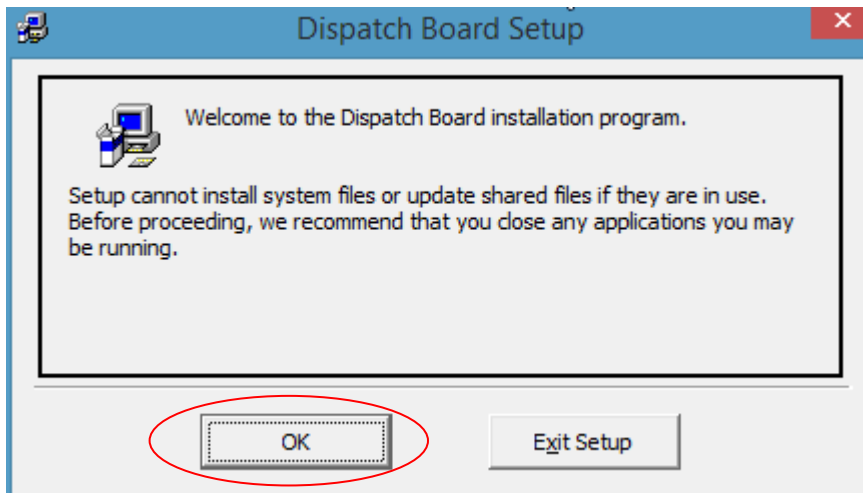 Dispatch Board Setup
Welcome to the Dispatch Board installation program.
Setup cannot install system files or update shared files if they are in use.
Before proceeding, we recommend that you close any applications you may
be running.
OK
Exit Setup